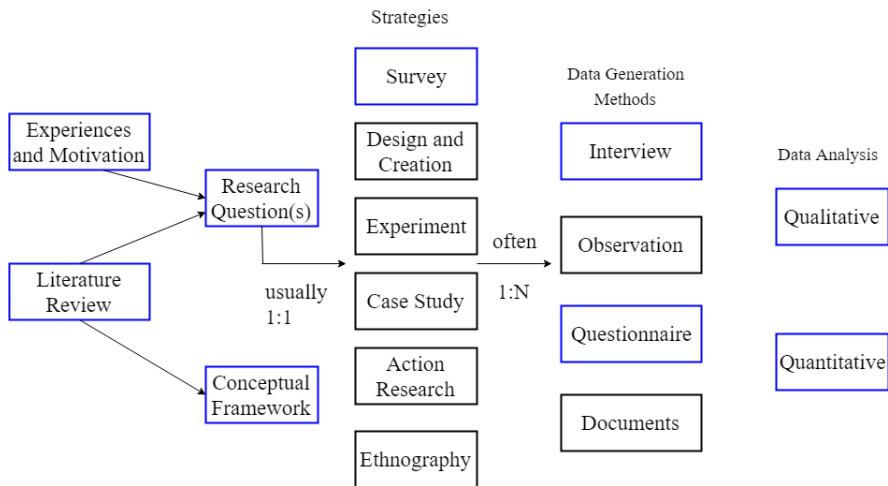 Experiences
and Motivation
Literature
Review
Research
Question(s)
Conceptual
Framework
usually
1:1
Strategies
Survey
Design and
Creation
Experiment
Case Study
Action
Research
Ethnography
often
1:N
Data Generation
Methods
Interview
Observation
Questionnaire
Documents
Data Analysis
Qualitative
Quantitative